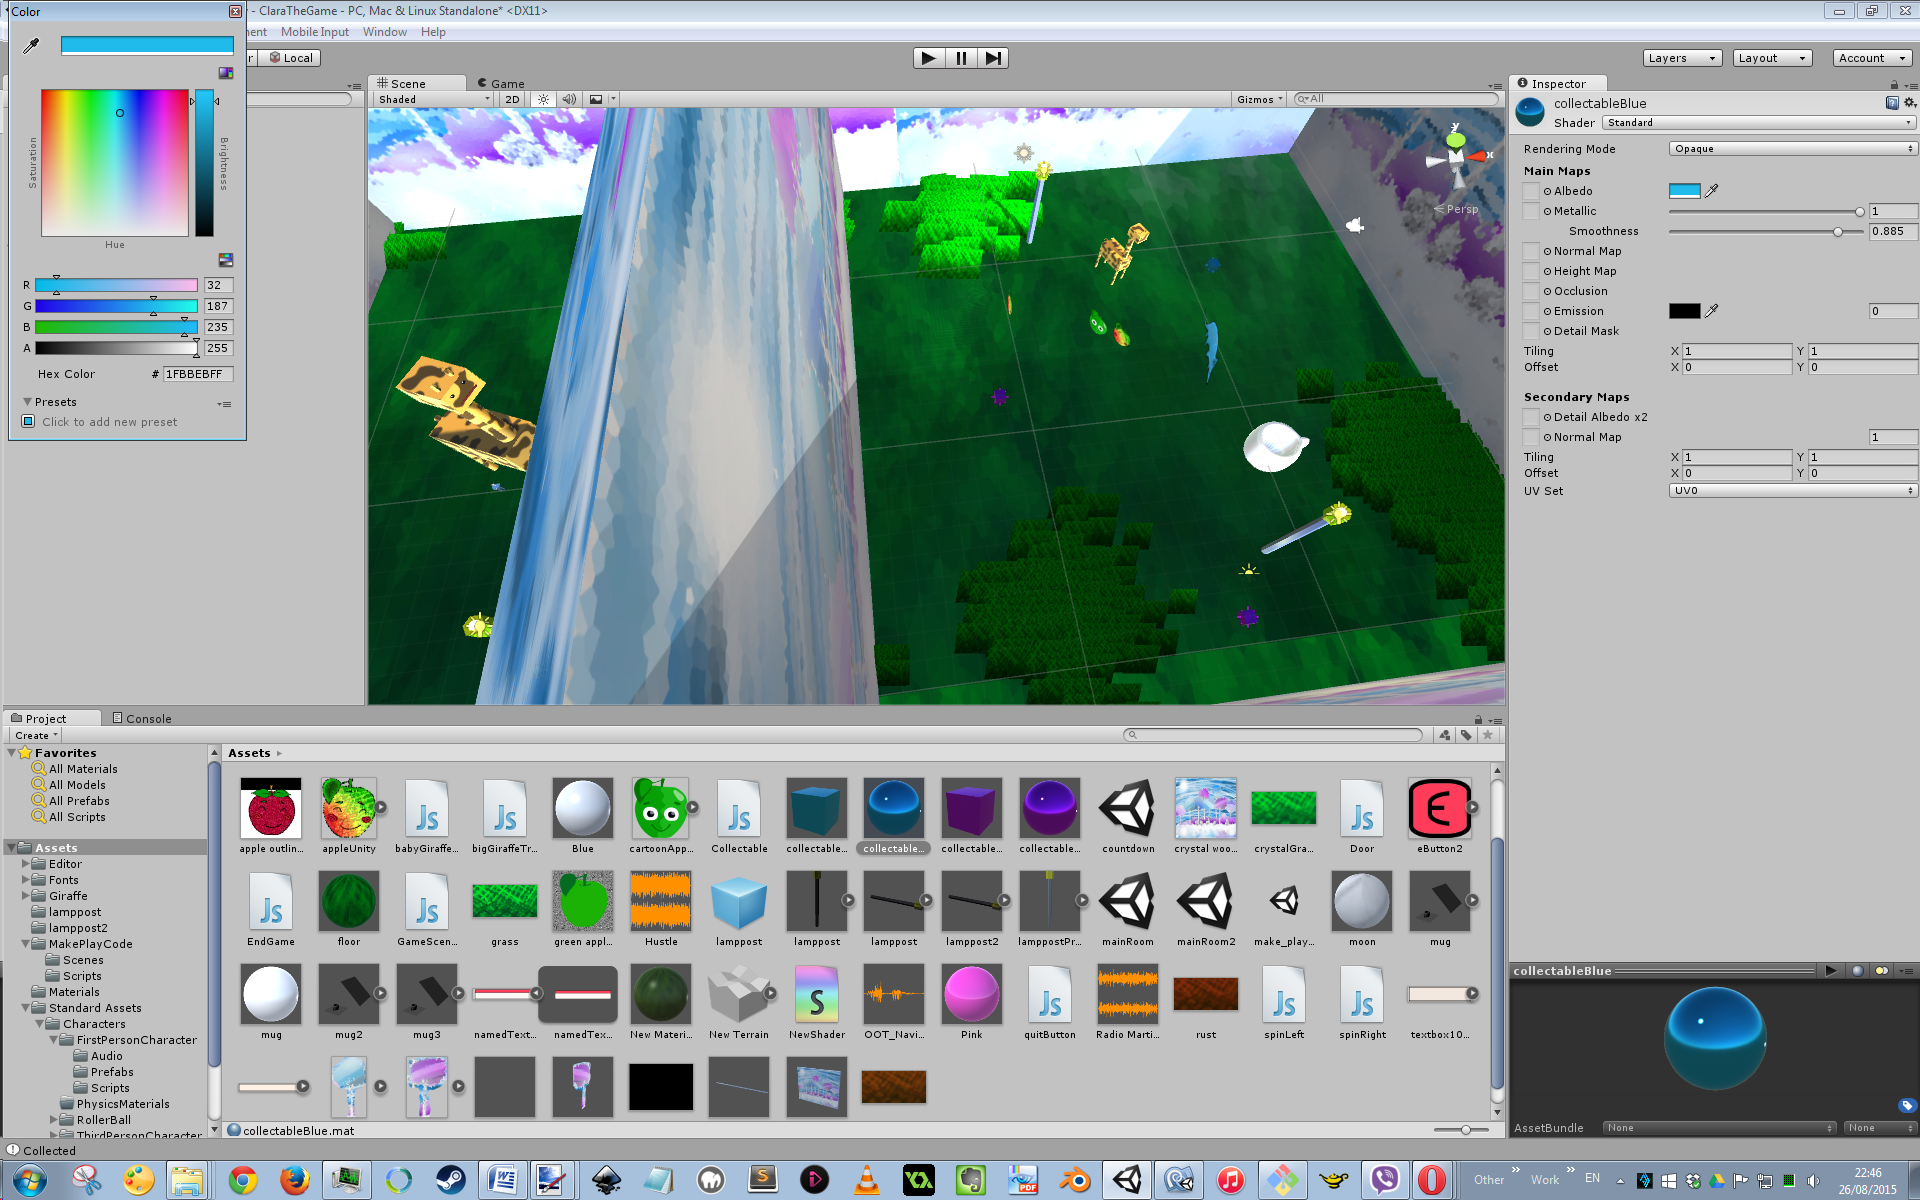 Color
- ClaraTheGame - PC, Mac & Linux Standalone* <DX11>
Mobile Input
Window
Help
Local
Layers
Layout
Account
Scene
Game
Inspector
Shaded
2D
Gizmos
All
Saturation
Brightness
Hue
R 32
G 187
B 235
A 255
Hex Color # 1FBBEBFF
Presets
Click to add new preset
y
x
Persp
collectableBlue
Shader Standard
Rendering Mode Opaque
Main Maps
Albedo
Metallic 1
Smoothness 0.885
Normal Map
Height Map
Occlusion
Emission 0
Detail Mask
Tiling X 1 Y 1
Offset X 0 Y 0
Secondary Maps
Detail Albedo x2
Normal Map 1
Tiling X 1 Y 1
Offset X 0 Y 0
UV Set UV0
Project
Console
Create
Favorites
All Materials
All Models
All Prefabs
All Scripts
Assets
Editor
Fonts
Giraffe
lamppost
lamppost2
MakePlayCode
Scenes
Scripts
Materials
Standard Assets
Characters
FirstPersonCharacter
Audio
Prefabs
Scripts
PhysicsMaterials
RollerBall
ThirdPersonCharacter
Assets
apple outlin... appleUnity babyGiraffe... bigGiraffeTr... Blue cartoonApp... Collectable collectable... collectable... collectable... collectable... countdown crystal woo... crystalGra... Door eButton2
EndGame floor GameScen... grass green appl... Hustle lamppost lamppost lamppost lamppost2 lamppostPr... mainRoom mainRoom2 make_play... moon mug
mug mug2 mug3 namedText... namedTex... New Materi... New Terrain NewShader OOT_Navi... Pink quitButton Radio Marti... rust spinLeft spinRight textbox10...
collectableBlue.mat
collectableBlue
AssetBundle None None
Collected
Other
Work
EN
22:46
26/08/2015